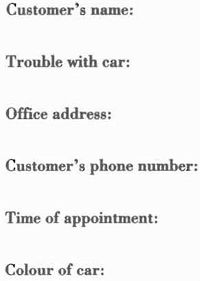 Customer's name:
Trouble with car:
Office address:
Customer's phone number:
Time of appointment:
Colour of car: